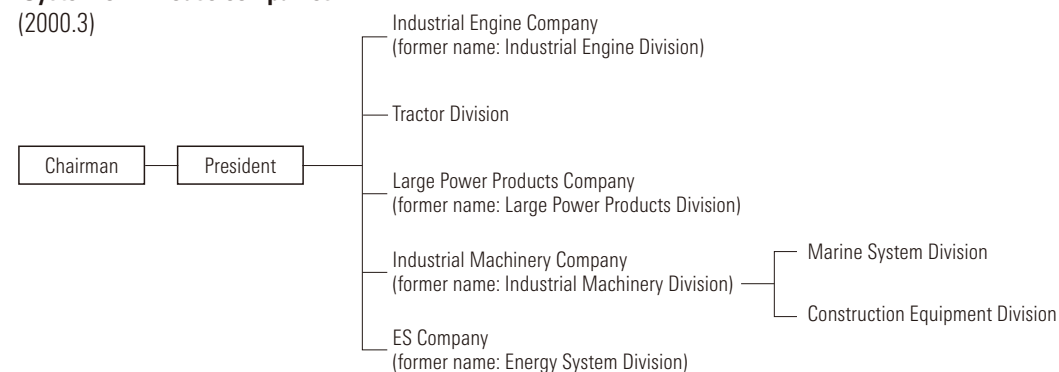 (2000.3)
Industrial Engine Company
(former name: Industrial Engine Division)
Tractor Division
Chairman
President
Large Power Products Company
(former name: Large Power Products Division)
Industrial Machinery Company
(former name: Industrial Machinery Division)
Marine System Division
Construction Equipment Division
ES Company
(former name: Energy System Division)